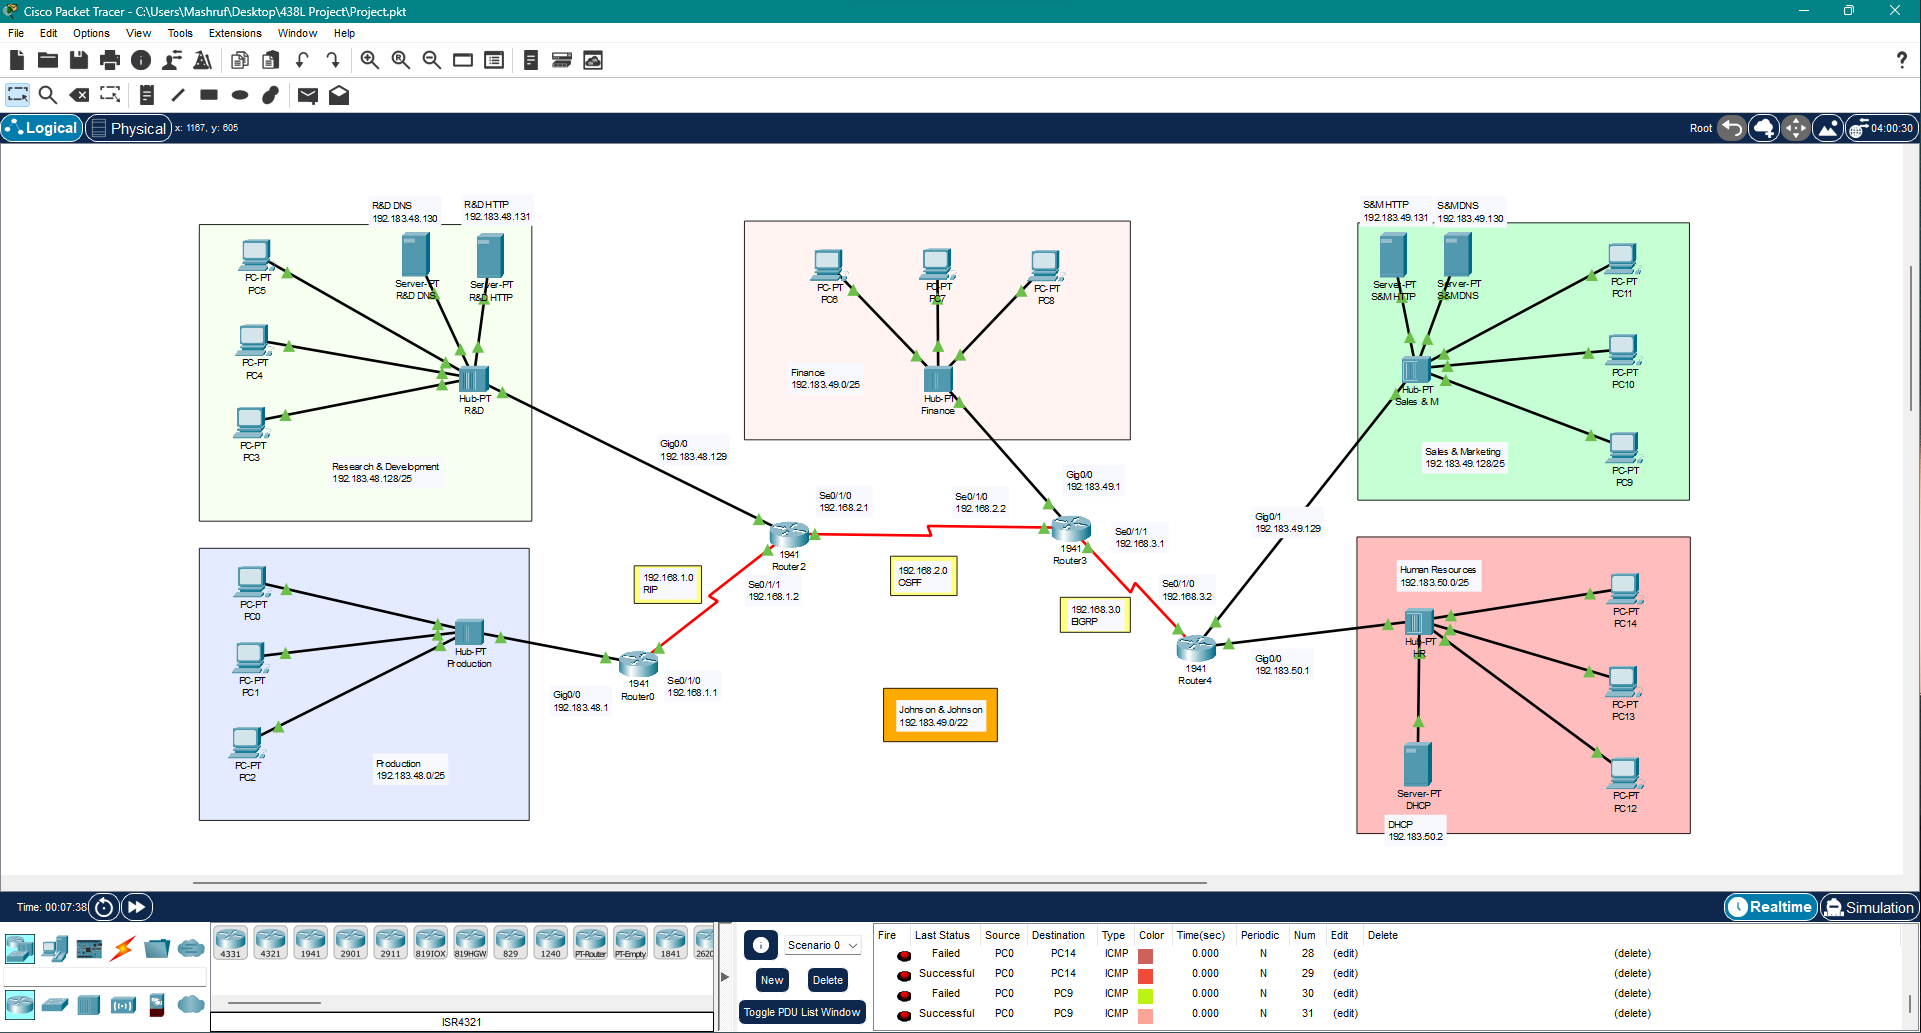 Cisco Packet Tracer - C:\Users\Mashruf\Desktop\438L Project\Project.pkt
File Edit Options View Tools Extensions Window Help
Logical Physical x: 1167, y: 605
Root 04:00:30
R&D DNS
192.183.48.130
R&D HTTP
192.183.48.131
PC-PT
PC5
Server-PT
R&D DNS
Server-PT
R&D HTTP
PC-PT
PC4
PC-PT
PC3
Hub-PT
R&D
Research & Development
192.183.48.128/25
PC-PT
PC6
PC-PT
PC7
PC-PT
PC8
Finance
192.183.49.0/25
Hub-PT
Finance
S&M HTTP
192.183.49.131
S&M DNS
192.183.49.130
Server-PT
S&M HTTP
Server-PT
S&M DNS
PC-PT
PC11
PC-PT
PC10
Hub-PT
Sales & M
PC-PT
PC9
Sales & Marketing
192.183.49.128/25
Gig0/0
192.183.48.129
Se0/1/0
192.168.2.1
Se0/1/0
192.168.2.2
Gig0/0
192.183.49.1
Gig0/1
192.183.49.129
1941
Router2
1941
Router3
Se0/1/1
192.168.3.1
192.168.1.0
RIP
Se0/1/1
192.168.1.2
192.168.2.0
OSPF
192.168.3.0
EIGRP
Se0/1/0
192.168.3.2
PC-PT
PC0
PC-PT
PC1
PC-PT
PC2
Hub-PT
Production
Production
192.183.48.0/25
Gig0/0
192.183.48.1
1941
Router0
Se0/1/0
192.168.1.1
Johnson & Johnson
192.183.49.0/22
1941
Router4
Gig0/0
192.183.50.1
Human Resources
192.183.50.0/25
Hub-PT
HR
PC-PT
PC14
PC-PT
PC13
PC-PT
PC12
Server-PT
DHCP
DHCP
192.183.50.2
Time: 00:07:38
Realtime Simulation
4331 4321 1941 2901 2911 819IOX 819HGW 829 1240 PT-Router PT-Empty 1841 2620
ISR4321
Scenario 0
New Delete
Toggle PDU List Window
Fire Last Status Source Destination Type Color Time(sec) Periodic Num Edit Delete
Failed PC0 PC14 ICMP 0.000 N 28 (edit) (delete)
Successful PC0 PC14 ICMP 0.000 N 29 (edit) (delete)
Failed PC0 PC9 ICMP 0.000 N 30 (edit) (delete)
Successful PC0 PC9 ICMP 0.000 N 31 (edit) (delete)